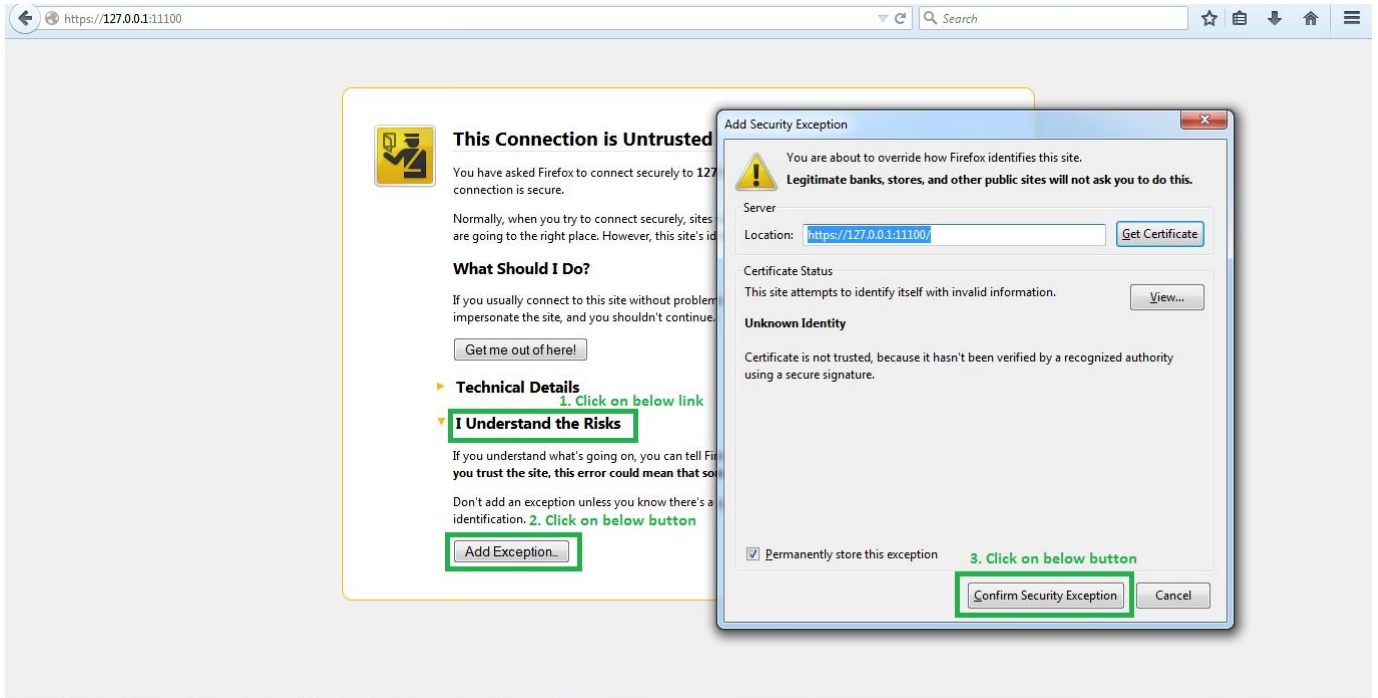 https://127.0.0.1:11100
Search
This Connection is Untrusted
You have asked Firefox to connect securely to 127
connection is secure.
Normally, when you try to connect securely, sites
are going to the right place. However, this site's id
What Should I Do?
If you usually connect to this site without problem
impersonate the site, and you shouldn't continue.
Get me out of here!
Technical Details
1. Click on below link
I Understand the Risks
If you understand what's going on, you can tell Fir
you trust the site, this error could mean that so
Don't add an exception unless you know there's a
identification. 2. Click on below button
Add Exception...
Add Security Exception
You are about to override how Firefox identifies this site.
Legitimate banks, stores, and other public sites will not ask you to do this.
Server
Location: https://127.0.0.1:11100/ Get Certificate
Certificate Status
This site attempts to identify itself with invalid information.
View...
Unknown Identity
Certificate is not trusted, because it hasn't been verified by a recognized authority
using a secure signature.
Permanently store this exception
3. Click on below button
Confirm Security Exception Cancel